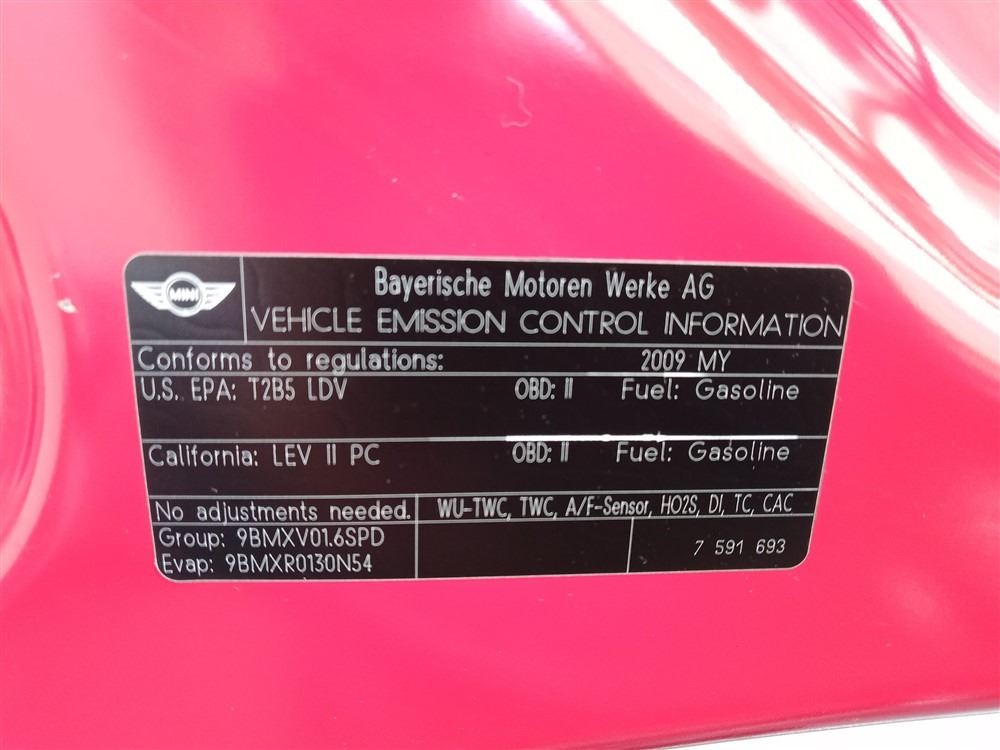 MINI
Bayerische Motoren Werke AG
VEHICLE EMISSION CONTROL INFORMATION
Conforms to regulations: 2009 MY
U.S. EPA: T2B5 LDV OBD: II Fuel: Gasoline
California: LEV II PC OBD: II Fuel: Gasoline
No adjustments needed. WU-TWC, TWC, A/F-Sensor, HO2S, DI, TC, CAC
Group: 9BMXV01.6SPD
Evap: 9BMXR0130N54
7 591 693